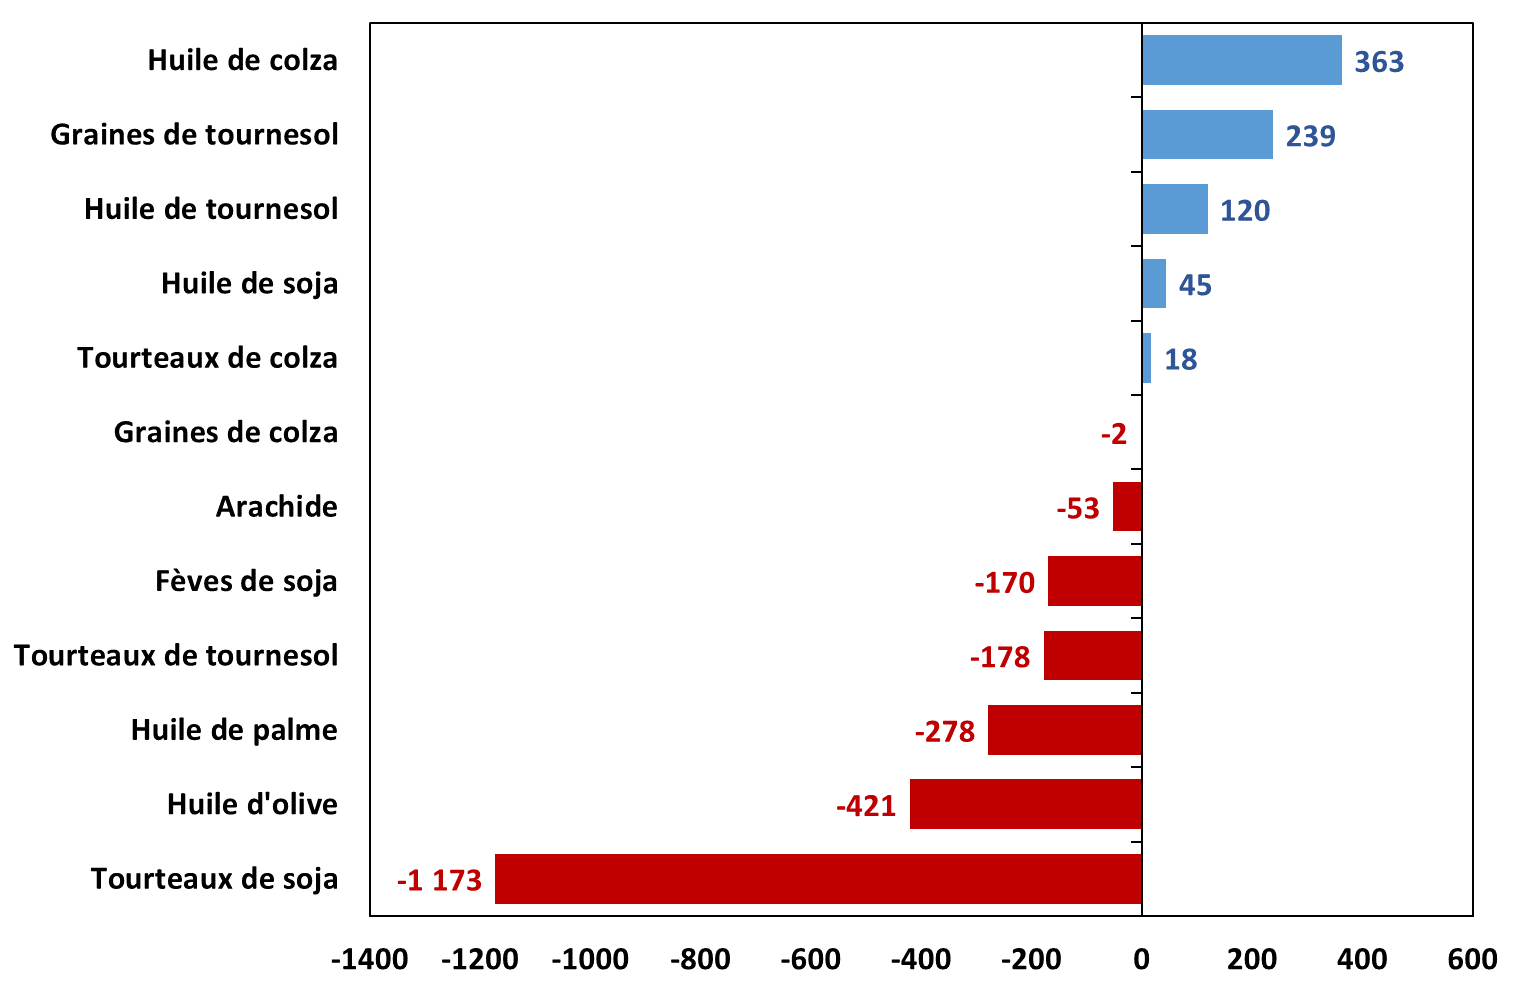 Huile de colza 363
Graines de tournesol 239
Huile de tournesol 120
Huile de soja 45
Tourteaux de colza 18
Graines de colza -2
Arachide -53
Fèves de soja -170
Tourteaux de tournesol -178
Huile de palme -278
Huile d'olive -421
Tourteaux de soja -1 173
-1400 -1200 -1000 -800 -600 -400 -200 0 200 400 600